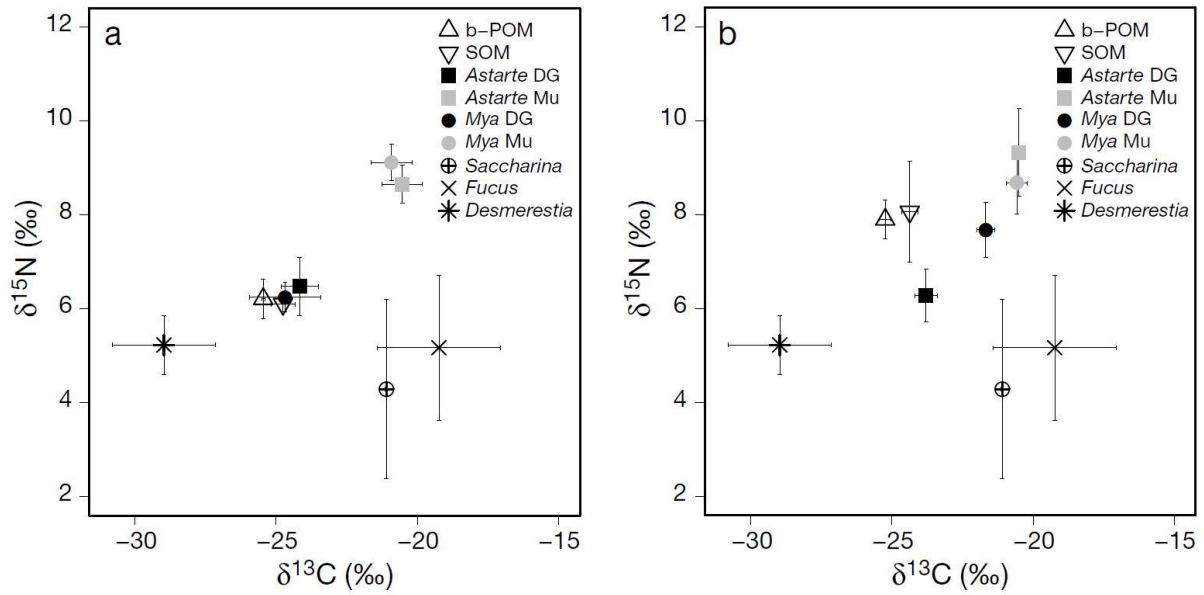 a
12
10
8
6
4
2
δ¹⁵N (‰)
−30
−25
−20
−15
δ¹³C (‰)
b−POM
SOM
Astarte DG
Astarte Mu
Mya DG
Mya Mu
Saccharina
Fucus
Desmerestia
b
12
10
8
6
4
2
δ¹⁵N (‰)
−30
−25
−20
−15
δ¹³C (‰)
b−POM
SOM
Astarte DG
Astarte Mu
Mya DG
Mya Mu
Saccharina
Fucus
Desmerestia